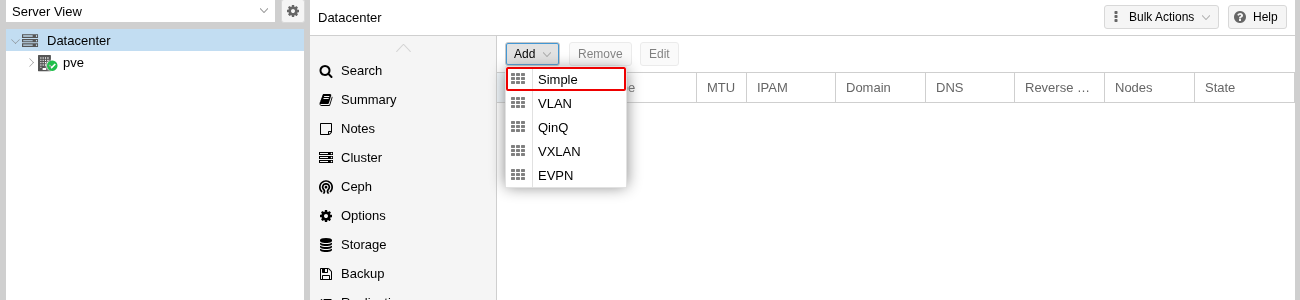 Server View
Datacenter
pve
Datacenter
Bulk Actions
Help
Search
Summary
Notes
Cluster
Ceph
Options
Storage
Backup
Add
Remove
Edit
Simple
VLAN
QinQ
VXLAN
EVPN
MTU
IPAM
Domain
DNS
Reverse ...
Nodes
State